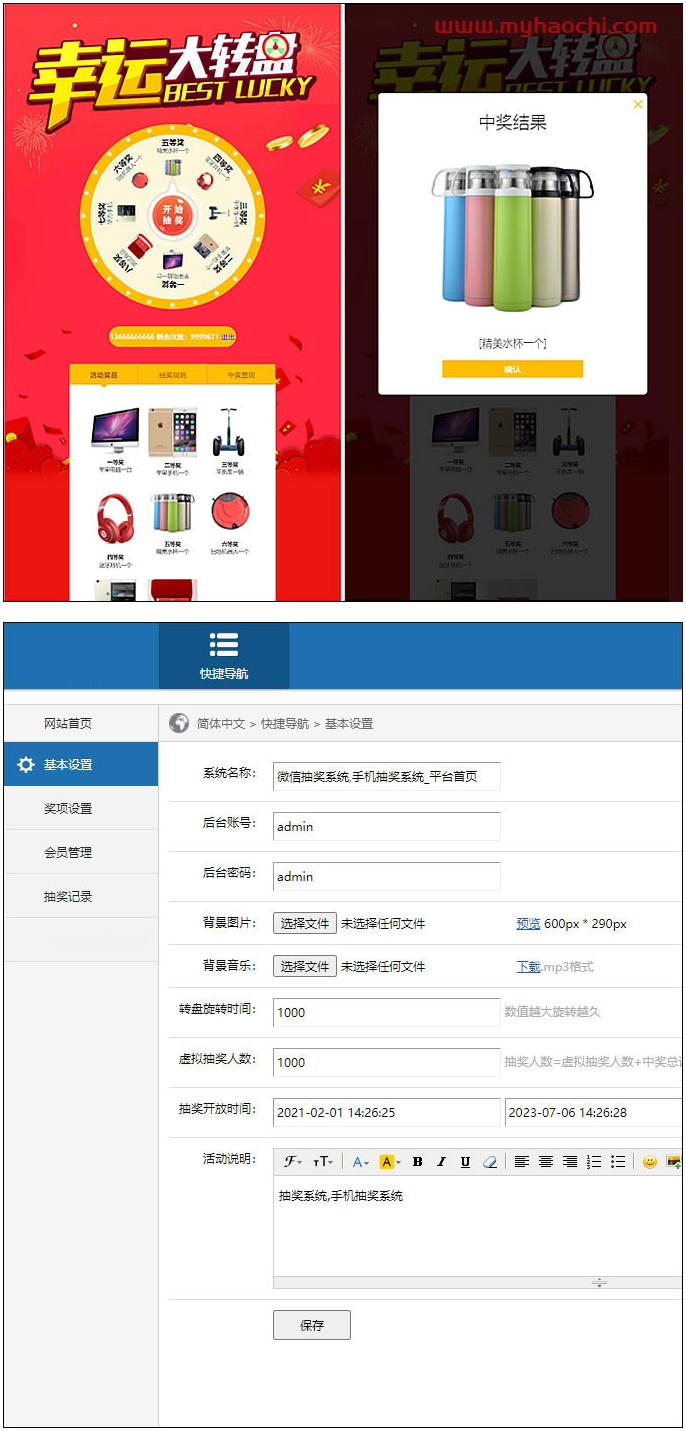 www.myhaochi.com
幸运大转盘
BEST LUCKY
五等奖
精美水杯一个
六等奖
四等奖
七等奖
三等奖
八等奖
二等奖
一等奖
开始
抽奖
13666666666 剩余次数：9999671 退出
活动奖品
抽奖规则
中奖查询
一等奖
苹果电脑一台
二等奖
苹果手机一个
三等奖
平衡车一辆
四等奖
蓝牙耳机一个
五等奖
精美水杯一个
六等奖
扫地机器人一个
中奖结果
[精美水杯一个]
确认
快捷导航
网站首页
基本设置
奖项设置
会员管理
抽奖记录
简体中文 > 快捷导航 > 基本设置
系统名称：
微信抽奖系统,手机抽奖系统_平台首页
后台账号：
admin
后台密码：
admin
背景图片：
选择文件 未选择任何文件
预览 600px * 290px
背景音乐：
选择文件 未选择任何文件
下载.mp3格式
转盘旋转时间：
1000
数值越大旋转越久
虚拟抽奖人数：
1000
抽奖人数=虚拟抽奖人数+中奖总
抽奖开放时间：
2021-02-01 14:26:25
2023-07-06 14:26:28
活动说明：
抽奖系统,手机抽奖系统
保存